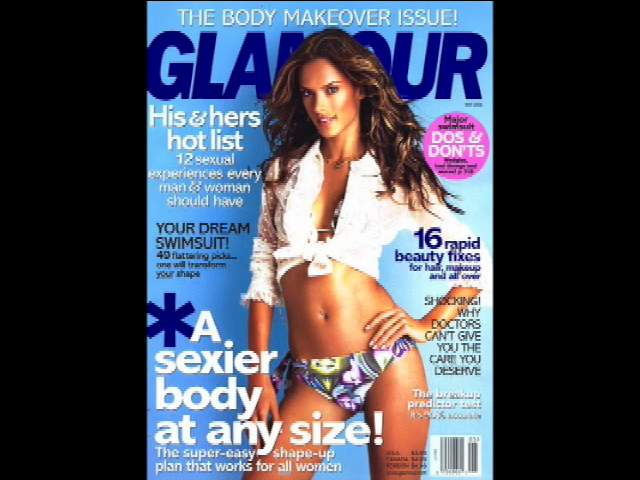 THE BODY MAKEOVER ISSUE!
GLAMOUR
His & hers
hot list
12 sexual
experiences every
man & woman
should have
Major
swimsuit
DOS &
DON'TS
YOUR DREAM
SWIMSUIT!
49 flattering picks...
one will transform
your shape
16 rapid
beauty fixes
for hair, makeup
and all over
SHOCKING!
WHY
DOCTORS
CAN'T GIVE
YOU THE
CARE YOU
DESERVE
*A
sexier
body
at any size!
The super-easy shape-up
plan that works for all women
The breakup
predictor test